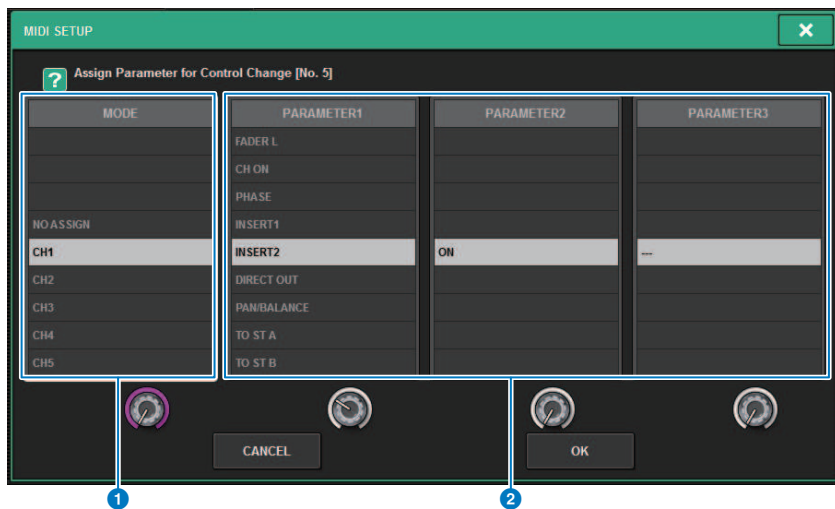 MIDI SETUP
?
Assign Parameter for Control Change [No. 5]
MODE
NO ASSIGN
CH1
CH2
CH3
CH4
CH5
PARAMETER1
FADER L
CH ON
PHASE
INSERT1
INSERT2
DIRECT OUT
PAN/BALANCE
TO ST A
TO ST B
PARAMETER2
ON
PARAMETER3
---
CANCEL
OK
1
2